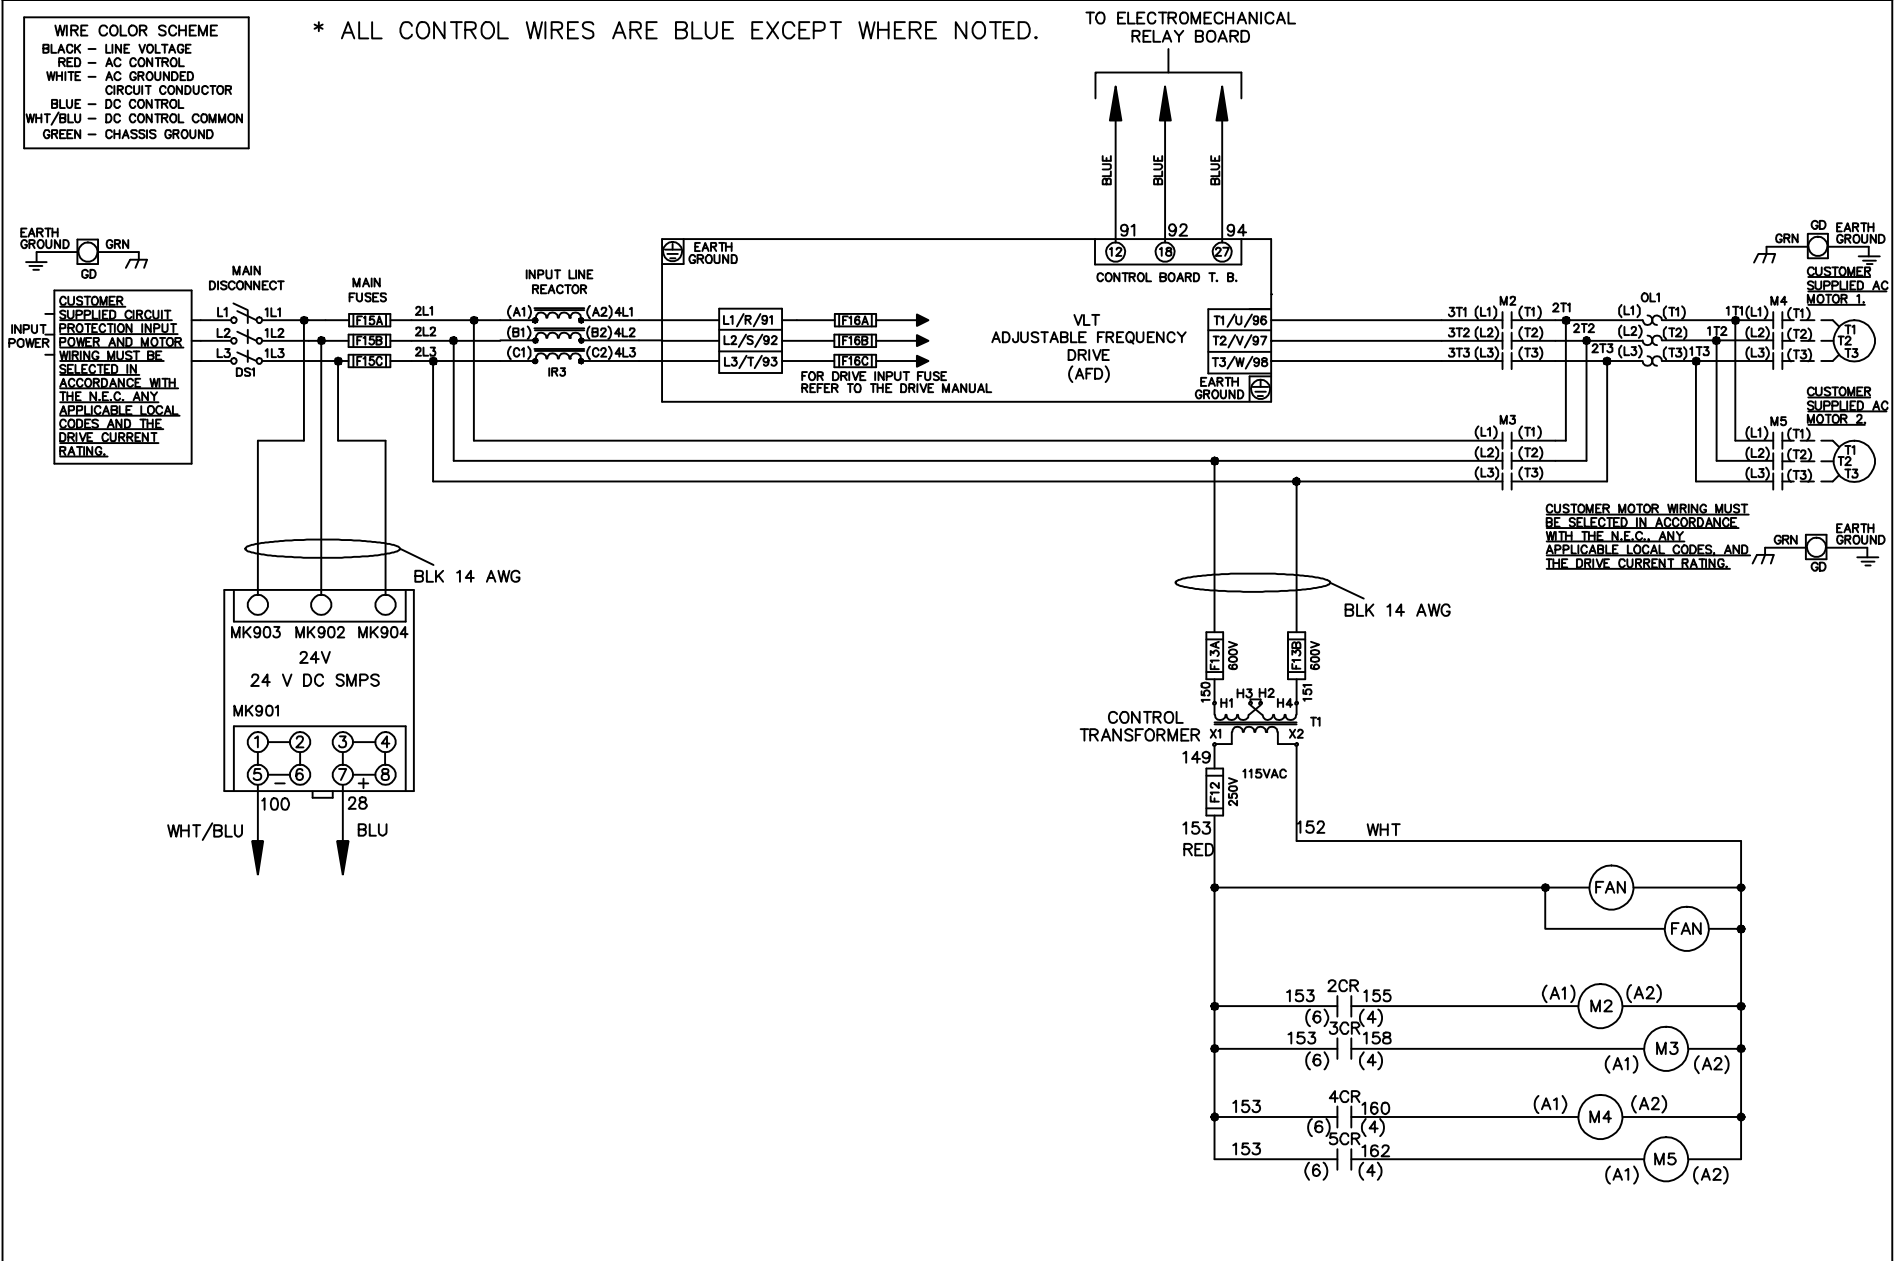 WIRE COLOR SCHEME
BLACK – LINE VOLTAGE
RED – AC CONTROL
WHITE – AC GROUNDED
CIRCUIT CONDUCTOR
BLUE – DC CONTROL
WHT/BLU – DC CONTROL COMMON
GREEN – CHASSIS GROUND
* ALL CONTROL WIRES ARE BLUE EXCEPT WHERE NOTED.
TO ELECTROMECHANICAL
RELAY BOARD
BLUE
BLUE
BLUE
91 92 94
12 18 27
CONTROL BOARD T. B.
EARTH
GROUND
GRN
GD
INPUT
POWER
CUSTOMER
SUPPLIED CIRCUIT
PROTECTION INPUT
POWER AND MOTOR
WIRING MUST BE
SELECTED IN
ACCORDANCE WITH
THE N.E.C. ANY
APPLICABLE LOCAL
CODES AND THE
DRIVE CURRENT
RATING.
MAIN
DISCONNECT
L1 1L1
L2 1L2
L3 1L3
DS1
MAIN
FUSES
F15A
F15B
F15C
2L1
2L2
2L3
INPUT LINE
REACTOR
(A1) (A2) 4L1
(B1) (B2) 4L2
(C1) (C2) 4L3
IR3
EARTH
GROUND
L1/R/91
L2/S/92
L3/T/93
F16A
F16B
F16C
FOR DRIVE INPUT FUSE
REFER TO THE DRIVE MANUAL
VLT
ADJUSTABLE FREQUENCY
DRIVE
(AFD)
T1/U/96
T2/V/97
T3/W/98
EARTH
GROUND
M2
3T1 (L1) (T1) 2T1
3T2 (L2) (T2) 2T2
3T3 (L3) (T3) 2T3
OL1
(L1) (T1) 1T1
(L2) (T2) 1T2
(L3) (T3) 1T3
M4
(L1) (T1)
(L2) (T2)
(L3) (T3)
T1
T2
T3
GRN
GD
EARTH
GROUND
CUSTOMER
SUPPLIED AC
MOTOR 1.
M3
(L1) (T1)
(L2) (T2)
(L3) (T3)
CUSTOMER
SUPPLIED AC
MOTOR 2.
M5
(L1) (T1)
(L2) (T2)
(L3) (T3)
T1
T2
T3
CUSTOMER MOTOR WIRING MUST
BE SELECTED IN ACCORDANCE
WITH THE N.E.C., ANY
APPLICABLE LOCAL CODES, AND
THE DRIVE CURRENT RATING.
GRN
GD
EARTH
GROUND
BLK 14 AWG
MK903 MK902 MK904
24V
24 V DC SMPS
MK901
1 2 3 4
5 – 6 7 + 8
100 28
WHT/BLU BLU
BLK 14 AWG
F13A
600V
F13B
600V
150
151
H1 H3 H2 H4
T1
CONTROL
TRANSFORMER
X1 X2
149
115VAC
F12
250V
153
RED
152 WHT
FAN
FAN
2CR
153 155 (A1) M2 (A2)
(6) (4)
3CR
153 158 M3
(6) (4) (A1) (A2)
4CR
153 160 (A1) M4 (A2)
(6) (4)
5CR
153 162 M5
(6) (4) (A1) (A2)